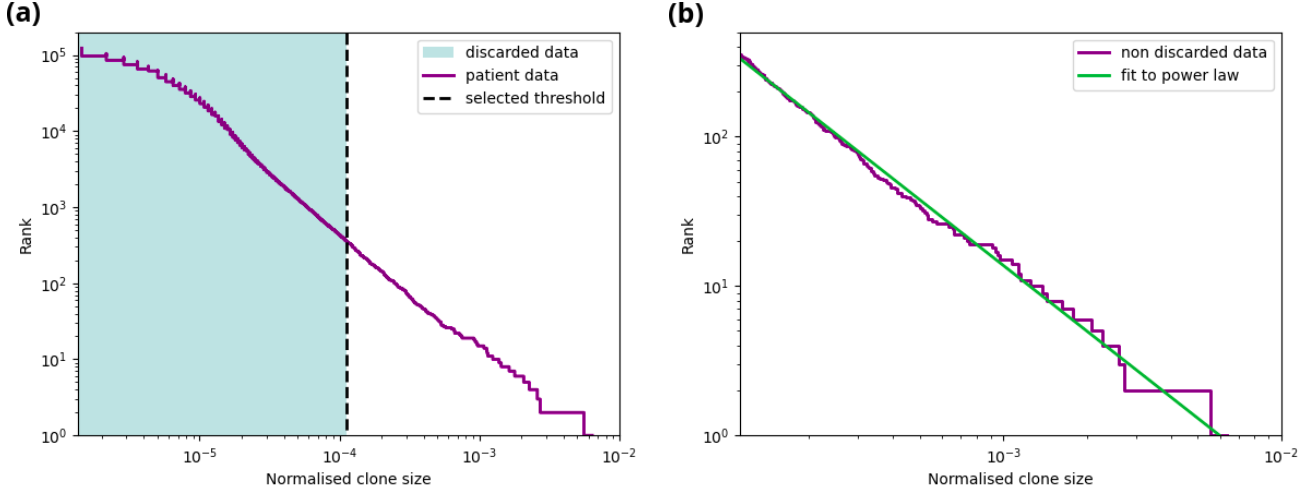 (a)
discarded data
patient data
selected threshold
Rank
10^5
10^4
10^3
10^2
10^1
10^0
10^-5
10^-4
10^-3
10^-2
Normalised clone size
(b)
non discarded data
fit to power law
Rank
10^2
10^1
10^0
10^-3
10^-2
Normalised clone size